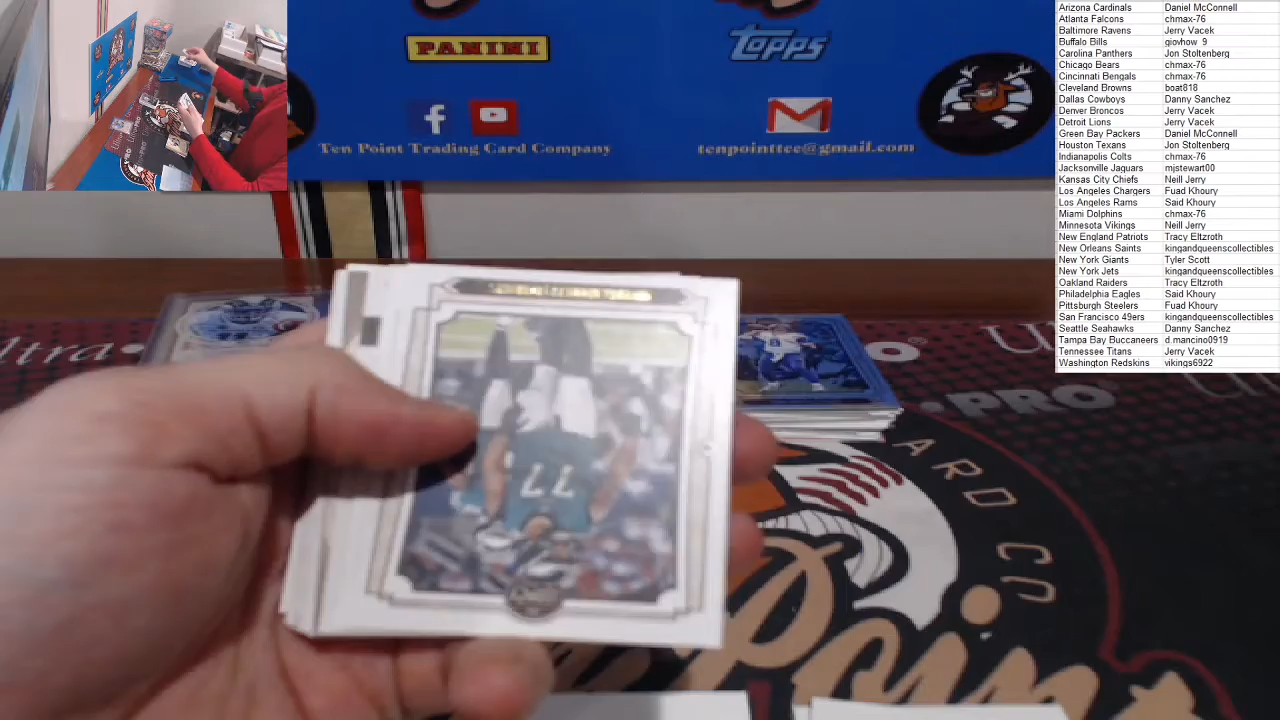 PANINI
Topps
Ten Point Trading Card Company
tenpointtcc@gmail.com
Arizona Cardinals Daniel McConnell
Atlanta Falcons chmax-76
Baltimore Ravens Jerry Vacek
Buffalo Bills giovhow_9
Carolina Panthers Jon Stoltenberg
Chicago Bears chmax-76
Cincinnati Bengals chmax-76
Cleveland Browns boat818
Dallas Cowboys Danny Sanchez
Denver Broncos Jerry Vacek
Detroit Lions Jerry Vacek
Green Bay Packers Daniel McConnell
Houston Texans Jon Stoltenberg
Indianapolis Colts chmax-76
Jacksonville Jaguars mjstewart00
Kansas City Chiefs Neill Jerry
Los Angeles Chargers Fuad Khoury
Los Angeles Rams Said Khoury
Miami Dolphins chmax-76
Minnesota Vikings Neill Jerry
New England Patriots Tracy Eltzroth
New Orleans Saints kingandqueenscollectibles
New York Giants Tyler Scott
New York Jets kingandqueenscollectibles
Oakland Raiders Tracy Eltzroth
Philadelphia Eagles Said Khoury
Pittsburgh Steelers Fuad Khoury
San Francisco 49ers kingandqueenscollectibles
Seattle Seahawks Danny Sanchez
Tampa Bay Buccaneers d.mancino0919
Tennessee Titans Jerry Vacek
Washington Redskins vikings6922
ltra
PRO
ARD CO
Point